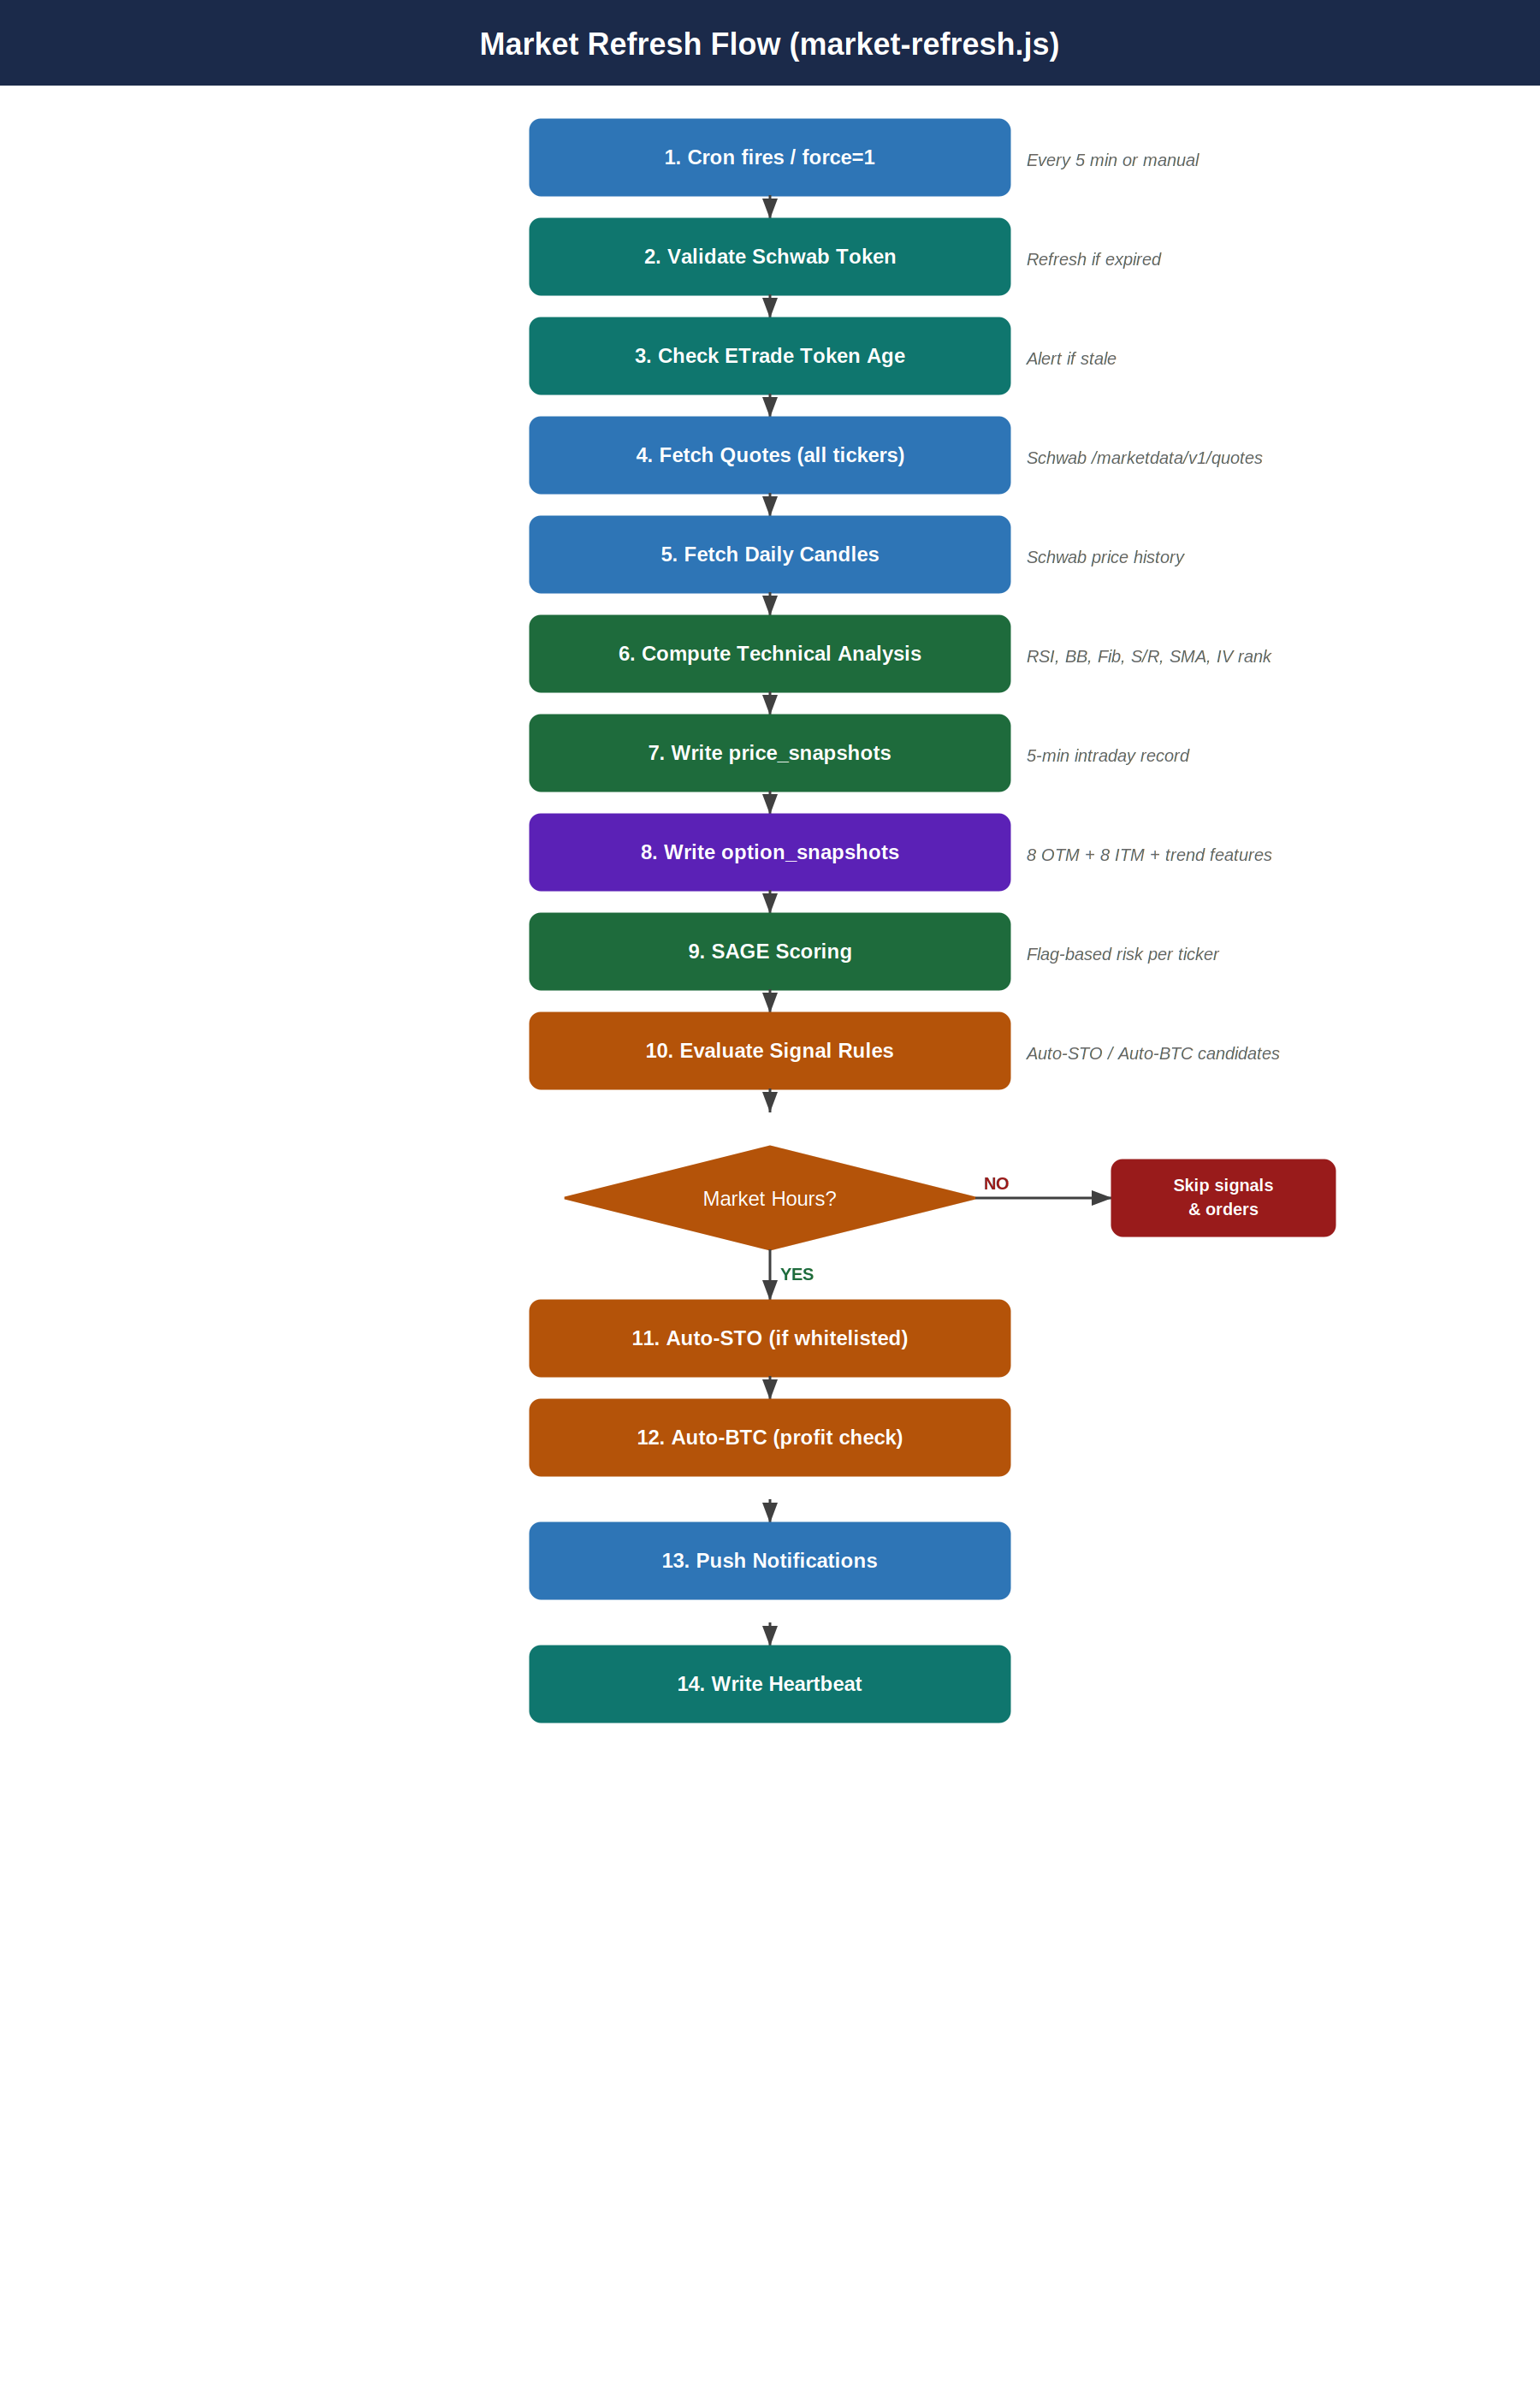 Market Refresh Flow (market-refresh.js)
1. Cron fires / force=1
Every 5 min or manual
2. Validate Schwab Token
Refresh if expired
3. Check ETrade Token Age
Alert if stale
4. Fetch Quotes (all tickers)
Schwab /marketdata/v1/quotes
5. Fetch Daily Candles
Schwab price history
6. Compute Technical Analysis
RSI, BB, Fib, S/R, SMA, IV rank
7. Write price_snapshots
5-min intraday record
8. Write option_snapshots
8 OTM + 8 ITM + trend features
9. SAGE Scoring
Flag-based risk per ticker
10. Evaluate Signal Rules
Auto-STO / Auto-BTC candidates
Market Hours?
NO
Skip signals
& orders
YES
11. Auto-STO (if whitelisted)
12. Auto-BTC (profit check)
13. Push Notifications
14. Write Heartbeat